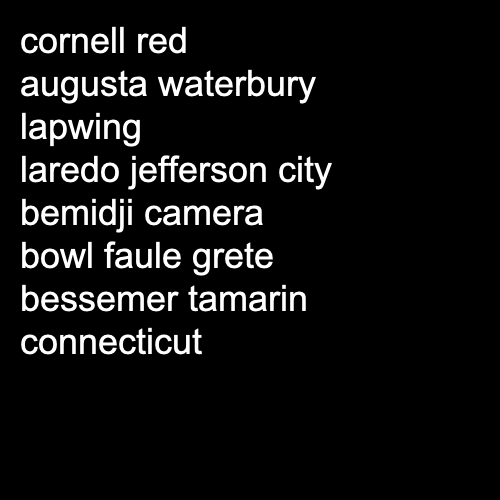 cornell red
augusta waterbury
lapwing
laredo jefferson city
bemidji camera
bowl faule grete
bessemer tamarin
connecticut